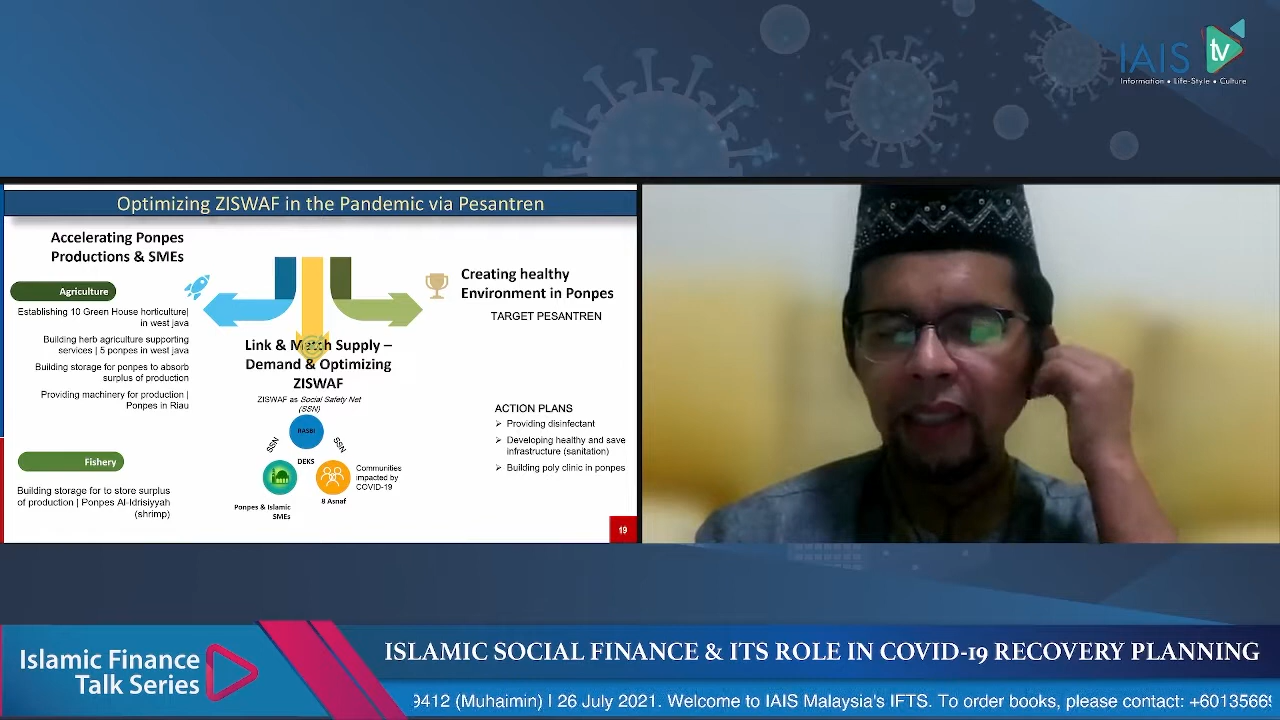 IAIS tv
Information • Life-Style • Culture
Optimizing ZISWAF in the Pandemic via Pesantren
Accelerating Ponpes
Productions & SMEs
Agriculture
Establishing 10 Green House horticulture|
in west java
Building herb agriculture supporting
services | 5 ponpes in west java
Building storage for ponpes to absorb
surplus of production
Providing machinery for production |
Ponpes in Riau
Fishery
Building storage for to store surplus
of production | Ponpes Al-Idrisiyyah
(shrimp)
Link & Match Supply –
Demand & Optimizing
ZISWAF
ZISWAF as Social Safety Net
(SSN)
BASBI
SSN
SSN
DEKS
Communities
impacted by
COVID-19
8 Asnaf
Ponpes & Islamic
SMEs
Creating healthy
Environment in Ponpes
TARGET PESANTREN
ACTION PLANS
➢ Providing disinfectant
➢ Developing healthy and save
infrastructure (sanitation)
➢ Building poly clinic in ponpes
19
Islamic Finance
Talk Series
ISLAMIC SOCIAL FINANCE & ITS ROLE IN COVID-19 RECOVERY PLANNING
9412 (Muhaimin) | 26 July 2021. Welcome to IAIS Malaysia's IFTS. To order books, please contact: +60135669